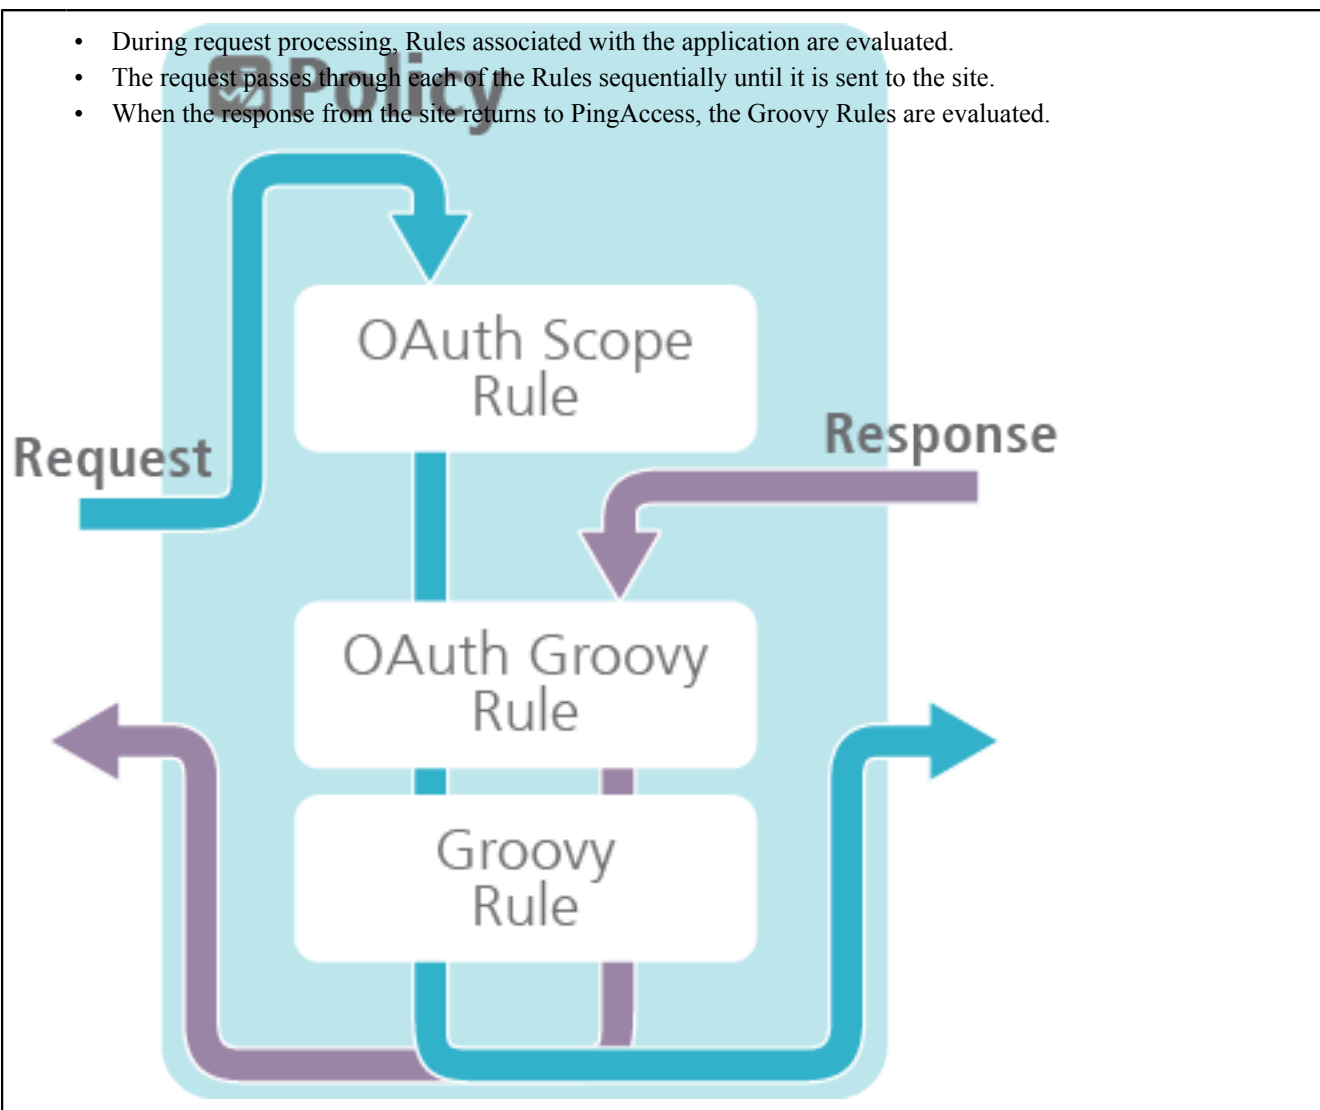 • During request processing, Rules associated with the application are evaluated.
• The request passes through each of the Rules sequentially until it is sent to the site.
• When the response from the site returns to PingAccess, the Groovy Rules are evaluated.
Policy
OAuth Scope
Rule
Request
Response
OAuth Groovy
Rule
Groovy
Rule